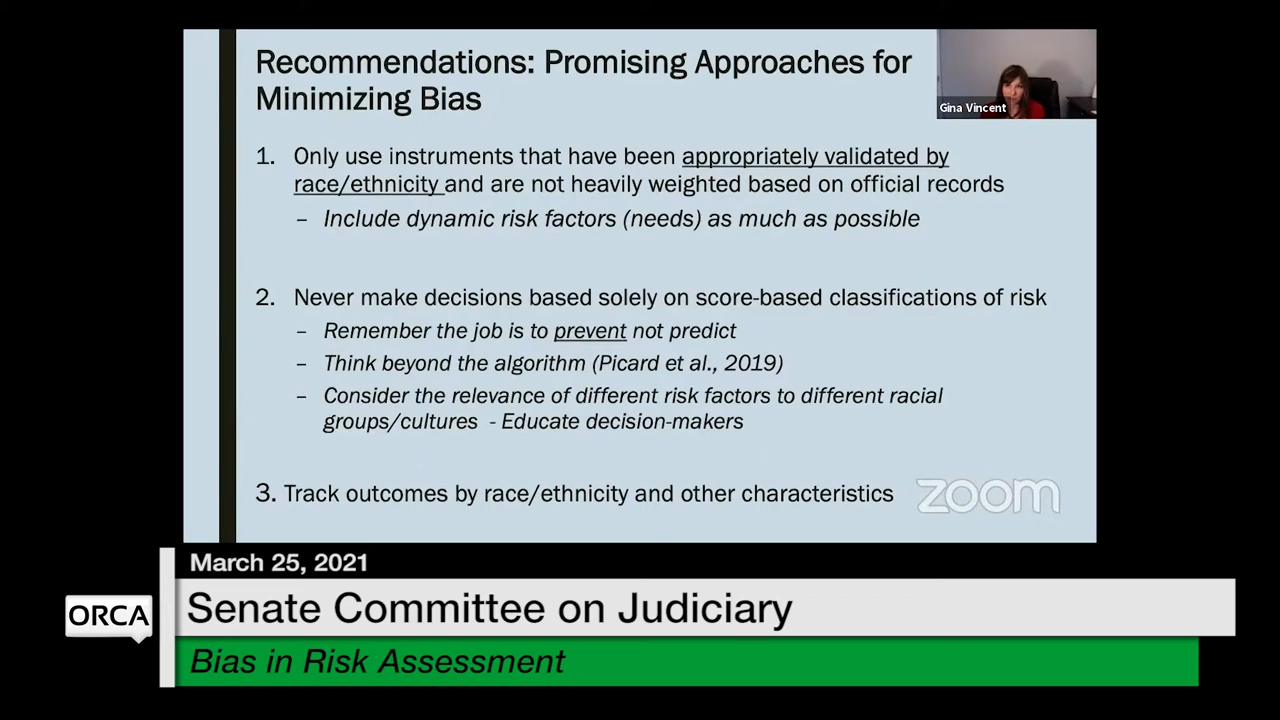 Recommendations: Promising Approaches for
Minimizing Bias
Gina Vincent
1. Only use instruments that have been appropriately validated by
race/ethnicity and are not heavily weighted based on official records
– Include dynamic risk factors (needs) as much as possible
2. Never make decisions based solely on score-based classifications of risk
– Remember the job is to prevent not predict
– Think beyond the algorithm (Picard et al., 2019)
– Consider the relevance of different risk factors to different racial
groups/cultures - Educate decision-makers
3. Track outcomes by race/ethnicity and other characteristics
zoom
March 25, 2021
ORCA
Senate Committee on Judiciary
Bias in Risk Assessment